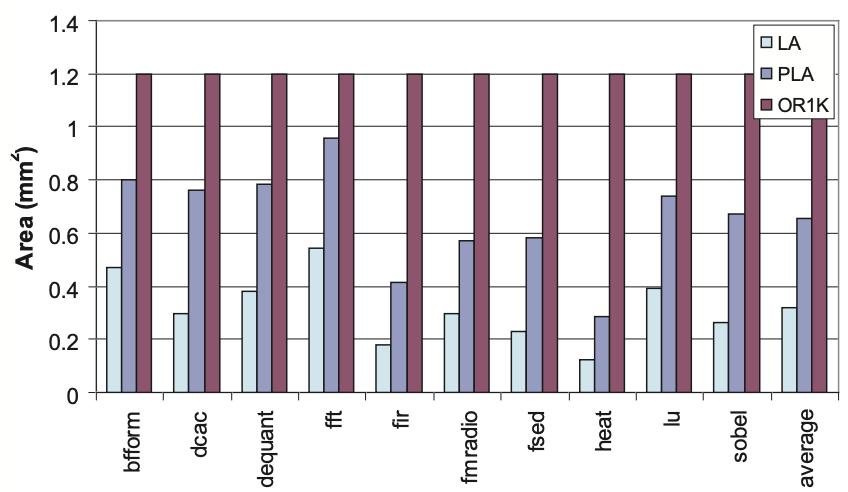 1.4
1.2
1
0.8
0.6
0.4
0.2
0
Area (mm²)
LA
PLA
OR1K
bfform
dcac
dequant
fft
fir
fmradio
fsed
heat
lu
sobel
average